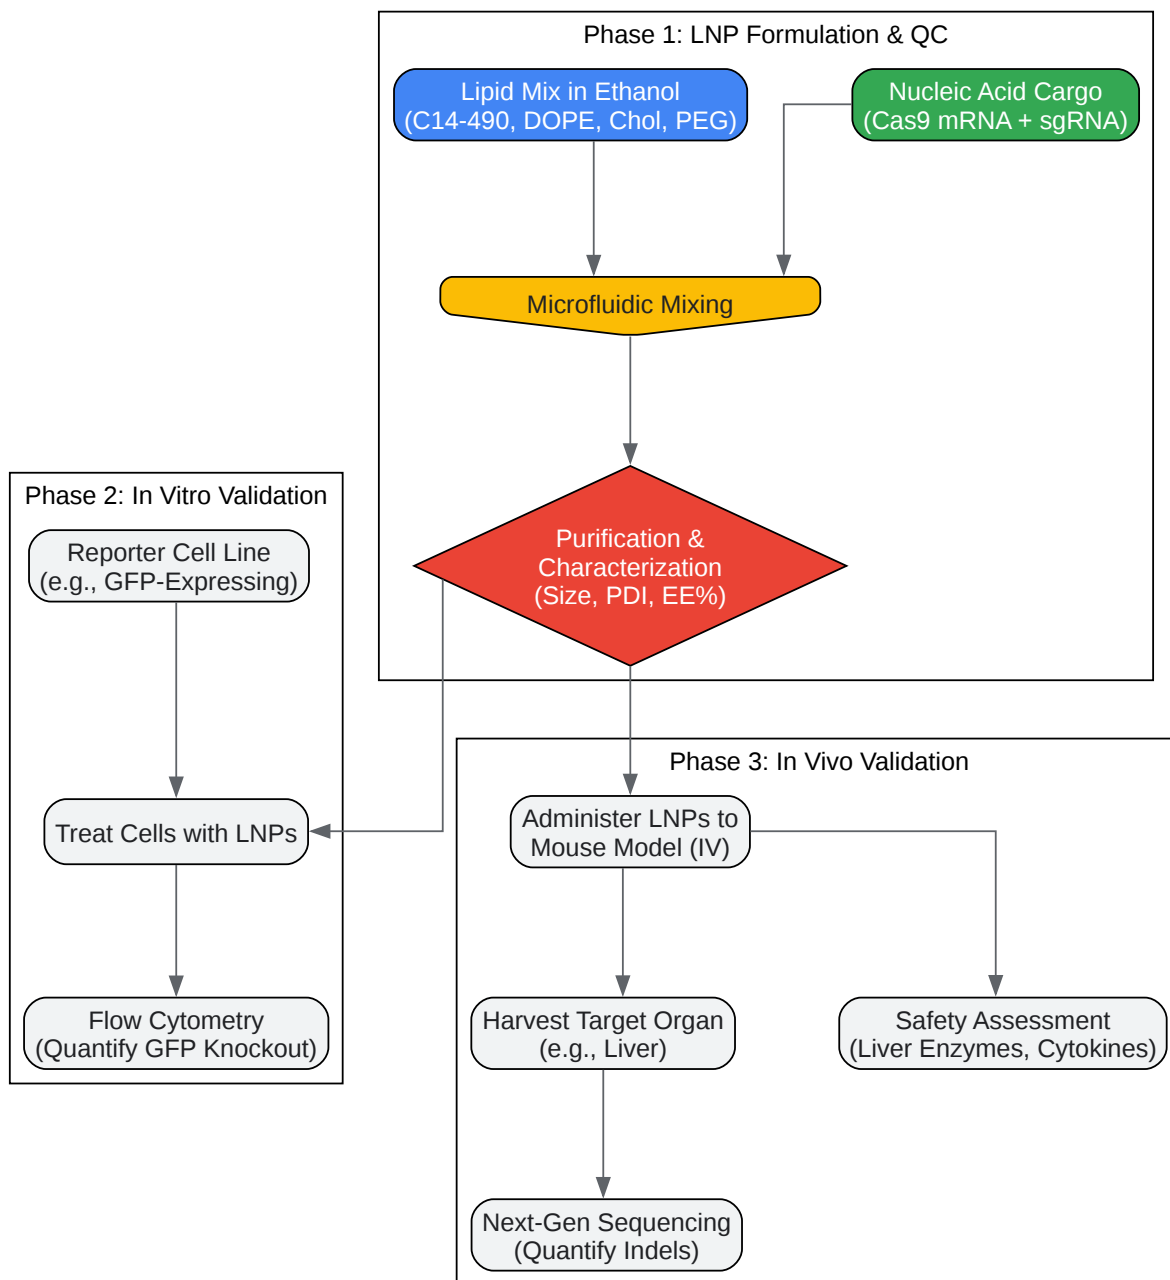 Phase 1: LNP Formulation & QC
Lipid Mix in Ethanol
(C14-490, DOPE, Chol, PEG)
Nucleic Acid Cargo
(Cas9 mRNA + sgRNA)
Microfluidic Mixing
Purification &
Characterization
(Size, PDI, EE%)
Phase 2: In Vitro Validation
Reporter Cell Line
(e.g., GFP-Expressing)
Treat Cells with LNPs
Flow Cytometry
(Quantify GFP Knockout)
Phase 3: In Vivo Validation
Administer LNPs to
Mouse Model (IV)
Harvest Target Organ
(e.g., Liver)
Safety Assessment
(Liver Enzymes, Cytokines)
Next-Gen Sequencing
(Quantify Indels)